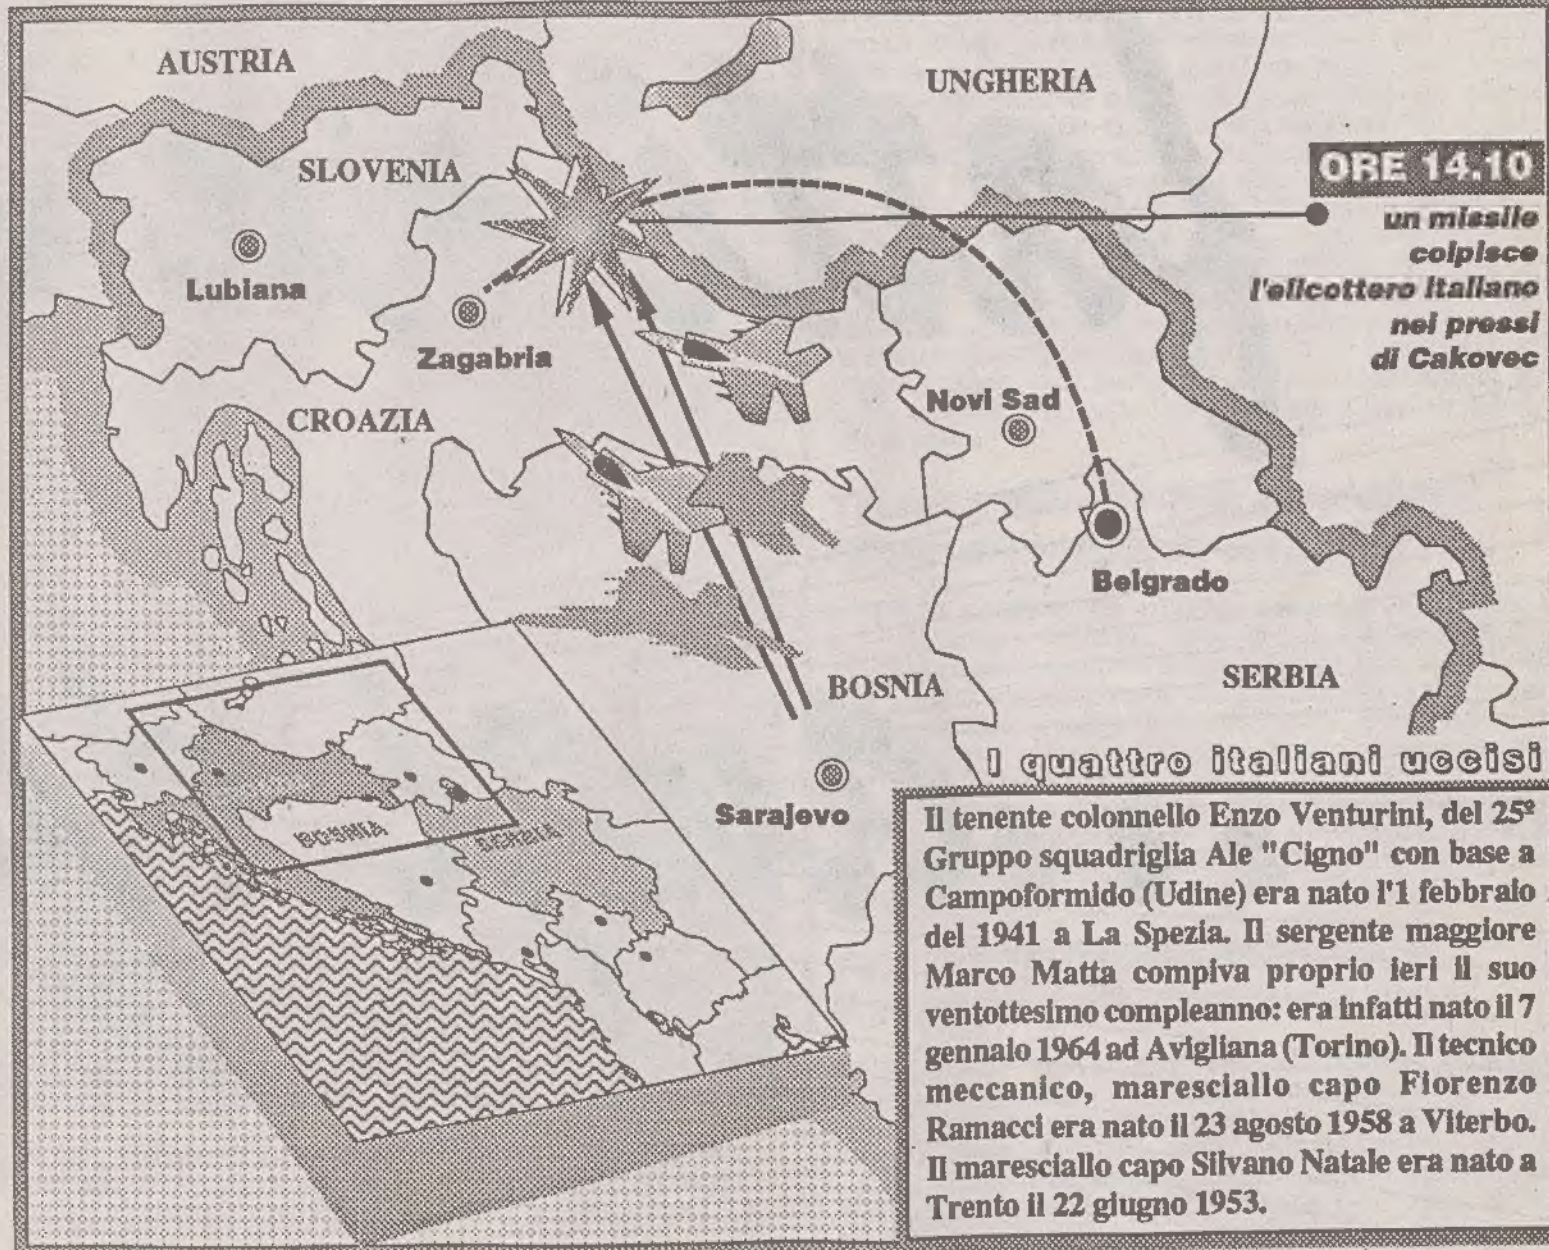 AUSTRIA
UNGHERIA
SLOVENIA
ORE 14.10
un missile
colpisce
l'elicottero italiano
nei pressi
di Cakovec
Lubiana
Zagabria
CROAZIA
Novi Sad
Belgrado
BOSNIA
SERBIA
Sarajevo
BOSNIA
SERBIA
I quattro italiani uccisi
Il tenente colonnello Enzo Venturini, del 25º
Gruppo squadriglia Ale "Cigno" con base a
Campoformido (Udine) era nato l'1 febbraio
del 1941 a La Spezia. Il sergente maggiore
Marco Matta compiva proprio ieri il suo
ventottesimo compleanno: era infatti nato il 7
gennaio 1964 ad Avigliana (Torino). Il tecnico
meccanico, maresciallo capo Fiorenzo
Ramacci era nato il 23 agosto 1958 a Viterbo.
Il maresciallo capo Silvano Natale era nato a
Trento il 22 giugno 1953.